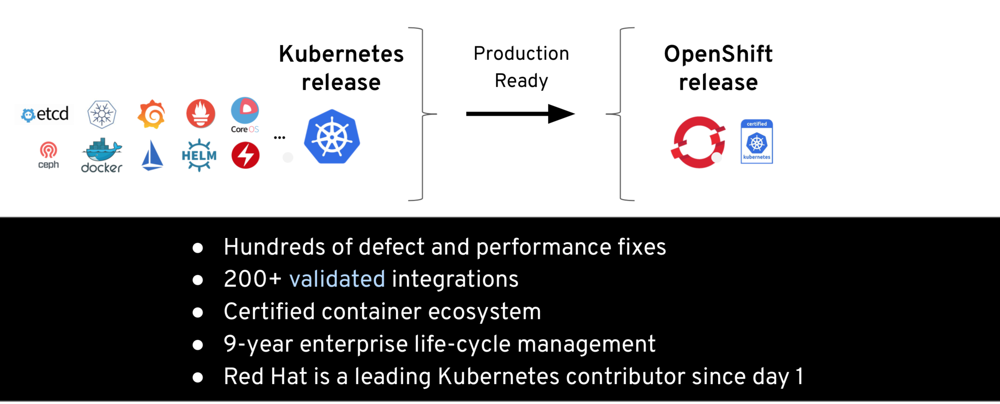 Kubernetes
release
Production
Ready
OpenShift
release
etcd
CoreOS
...
ceph
docker
HELM
certified
kubernetes
● Hundreds of defect and performance fixes
● 200+ validated integrations
● Certified container ecosystem
● 9-year enterprise life-cycle management
● Red Hat is a leading Kubernetes contributor since day 1